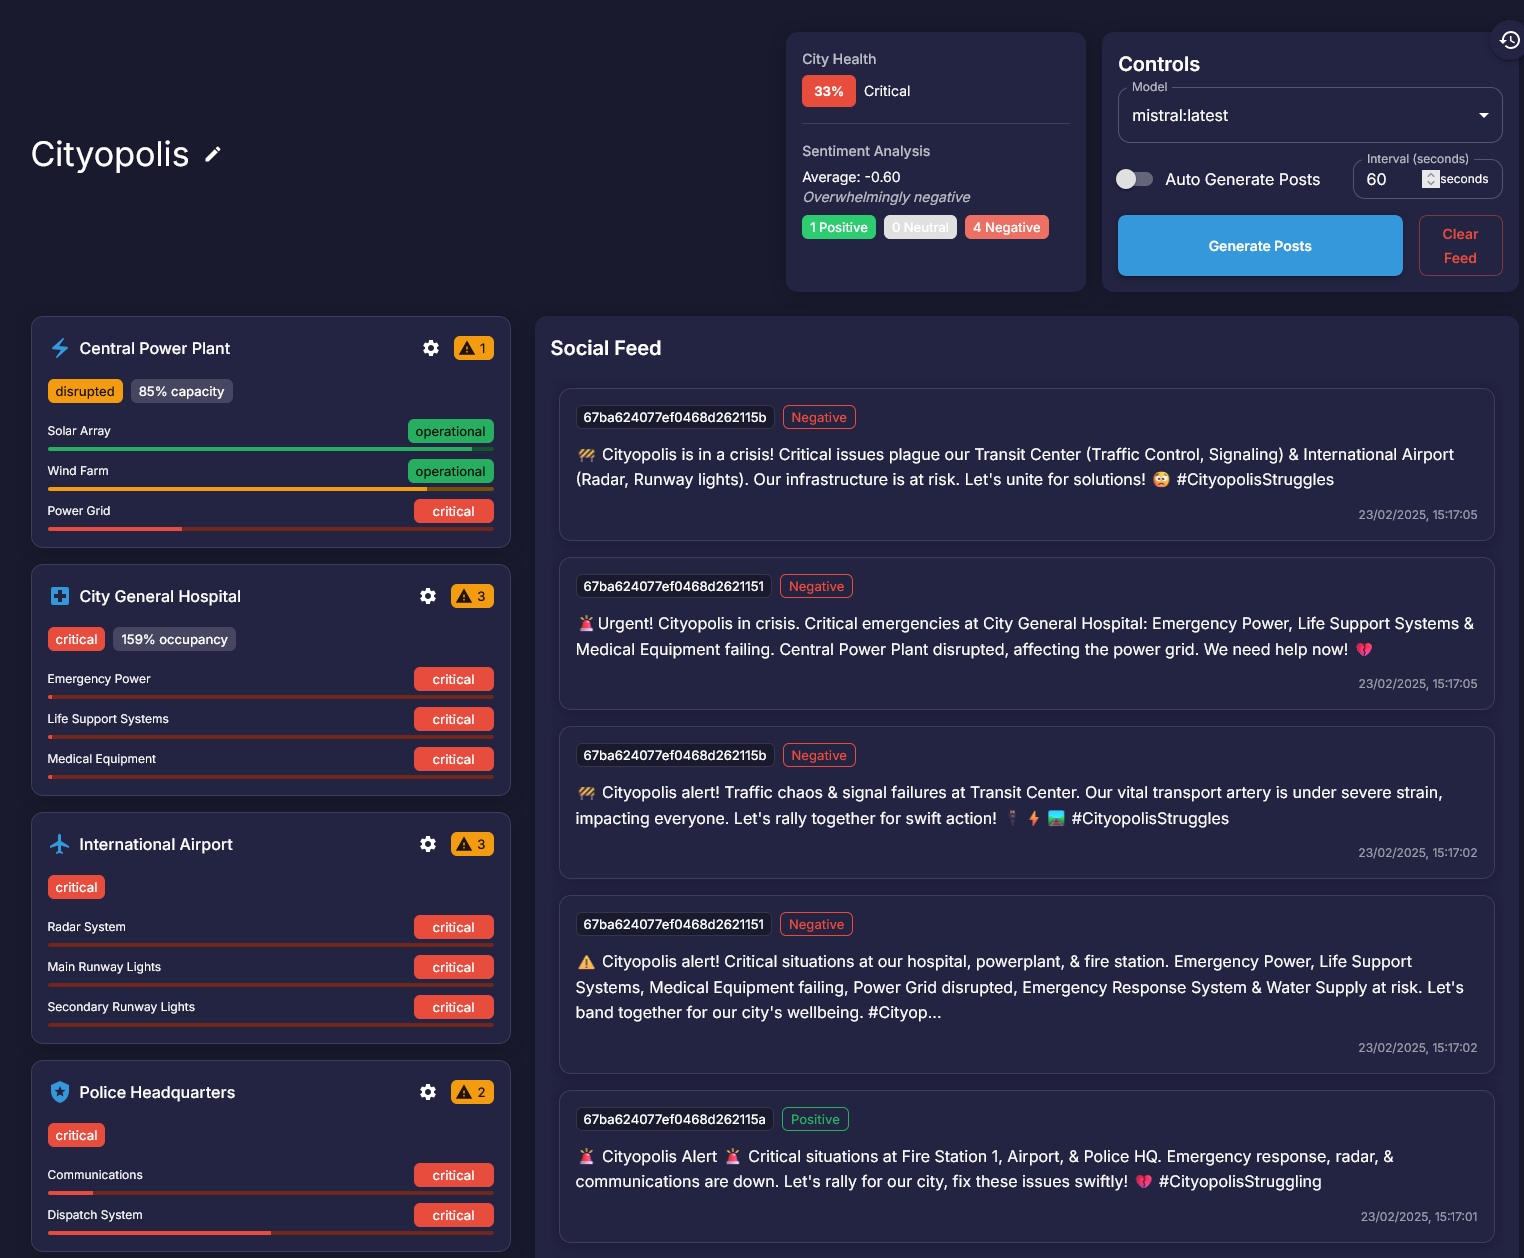 Cityopolis
City Health
33% Critical
Sentiment Analysis
Average: -0.60
Overwhelmingly negative
1 Positive 0 Neutral 4 Negative
Controls
Model
mistral:latest
Auto Generate Posts
Interval (seconds)
60 seconds
Generate Posts
Clear
Feed
Central Power Plant 1
disrupted 85% capacity
Solar Array operational
Wind Farm operational
Power Grid critical
City General Hospital 3
critical 159% occupancy
Emergency Power critical
Life Support Systems critical
Medical Equipment critical
International Airport 3
critical
Radar System critical
Main Runway Lights critical
Secondary Runway Lights critical
Police Headquarters 2
critical
Communications critical
Dispatch System critical
Social Feed
67ba624077ef0468d262115b Negative
🚧 Cityopolis is in a crisis! Critical issues plague our Transit Center (Traffic Control, Signaling) & International Airport
(Radar, Runway lights). Our infrastructure is at risk. Let's unite for solutions! 😨 #CityopolisStruggles
23/02/2025, 15:17:05
67ba624077ef0468d2621151 Negative
🚨Urgent! Cityopolis in crisis. Critical emergencies at City General Hospital: Emergency Power, Life Support Systems &
Medical Equipment failing. Central Power Plant disrupted, affecting the power grid. We need help now! 💔
23/02/2025, 15:17:05
67ba624077ef0468d262115b Negative
🚧 Cityopolis alert! Traffic chaos & signal failures at Transit Center. Our vital transport artery is under severe strain,
impacting everyone. Let's rally together for swift action! 🚦⚡🛣️ #CityopolisStruggles
23/02/2025, 15:17:02
67ba624077ef0468d2621151 Negative
⚠️ Cityopolis alert! Critical situations at our hospital, powerplant, & fire station. Emergency Power, Life Support
Systems, Medical Equipment failing, Power Grid disrupted, Emergency Response System & Water Supply at risk. Let's
band together for our city's wellbeing. #Cityop...
23/02/2025, 15:17:02
67ba624077ef0468d262115a Positive
🚨 Cityopolis Alert 🚨 Critical situations at Fire Station 1, Airport, & Police HQ. Emergency response, radar, &
communications are down. Let's rally for our city, fix these issues swiftly! 💔 #CityopolisStruggling
23/02/2025, 15:17:01